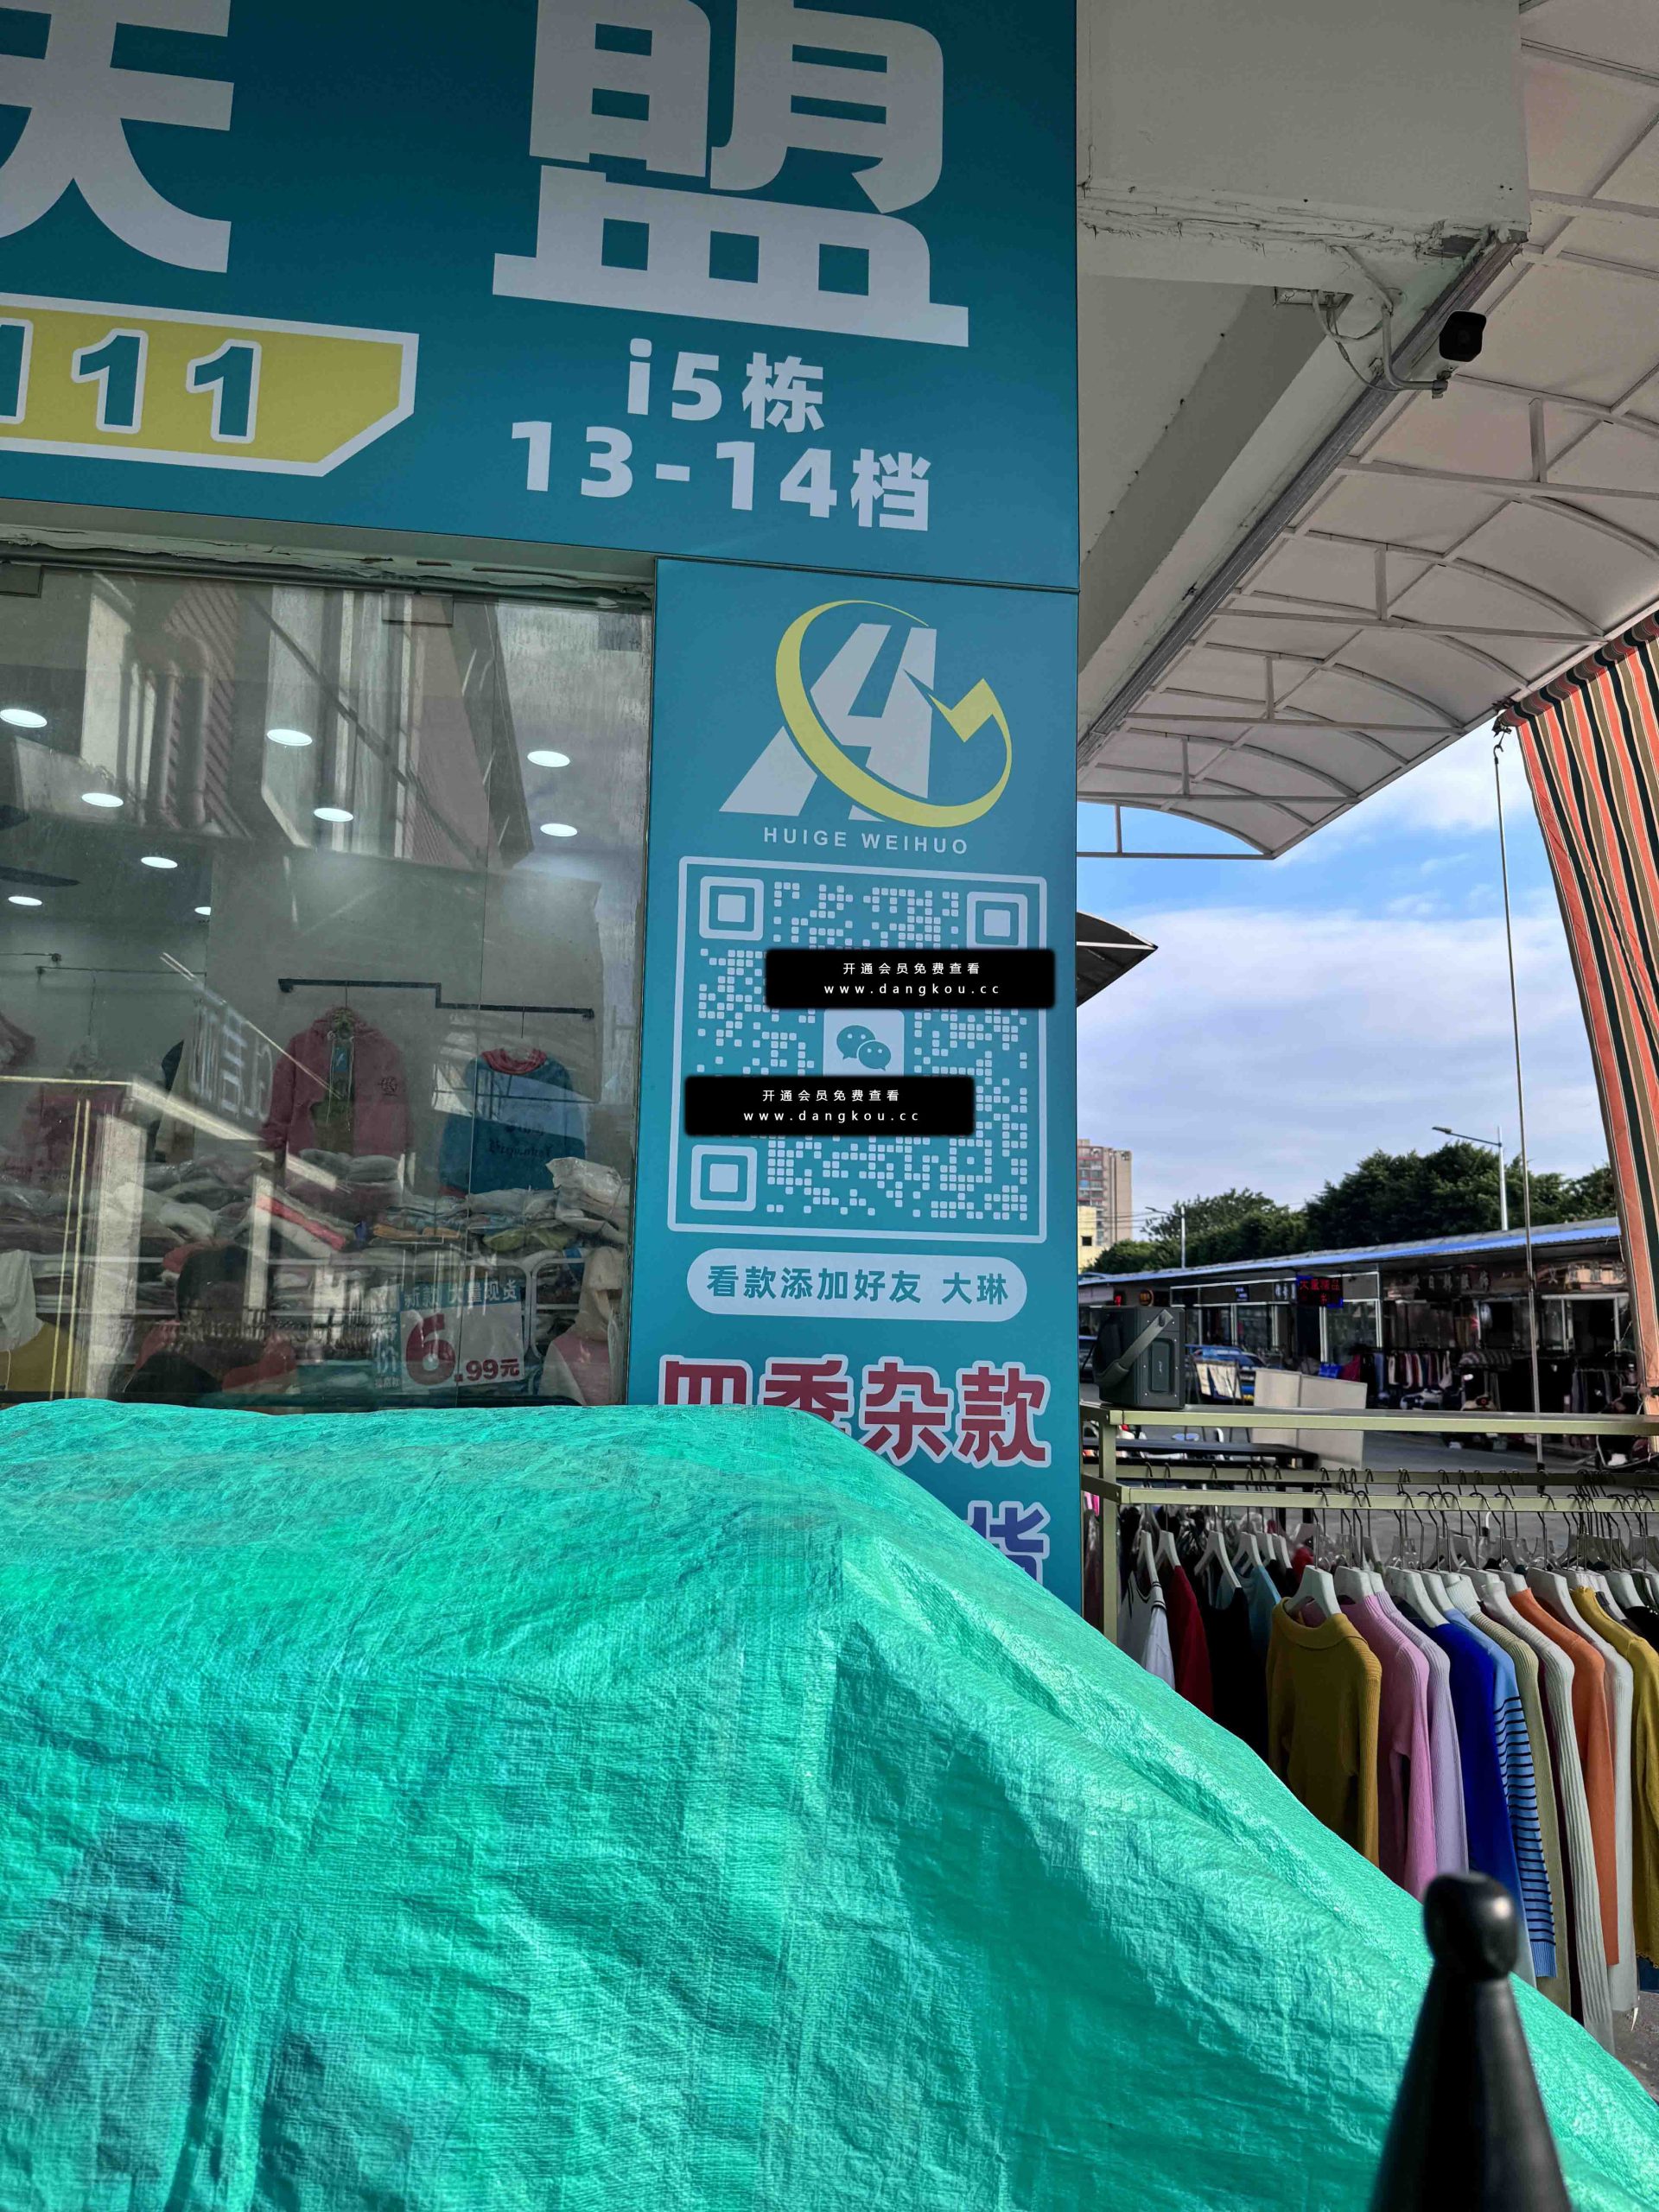 盟
111
i5栋
13-14档
HUIGE WEIHUO
开通会员免费查看
www.dangkou.cc
开通会员免费查看
www.dangkou.cc
看款添加好友 大琳
新款 大量现货
6.99元
四季杂款
货